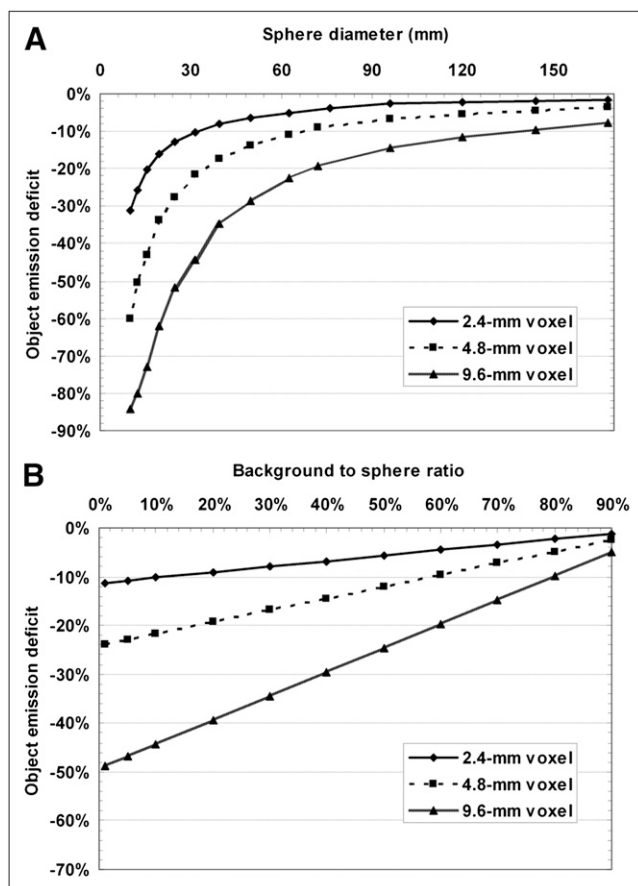 A
Sphere diameter (mm)
0 30 60 90 120 150
0%
-10%
-20%
-30%
-40%
-50%
-60%
-70%
-80%
-90%
Object emission deficit
2.4-mm voxel
4.8-mm voxel
9.6-mm voxel
B
Background to sphere ratio
0% 10% 20% 30% 40% 50% 60% 70% 80% 90%
0%
-10%
-20%
-30%
-40%
-50%
-60%
-70%
Object emission deficit
2.4-mm voxel
4.8-mm voxel
9.6-mm voxel